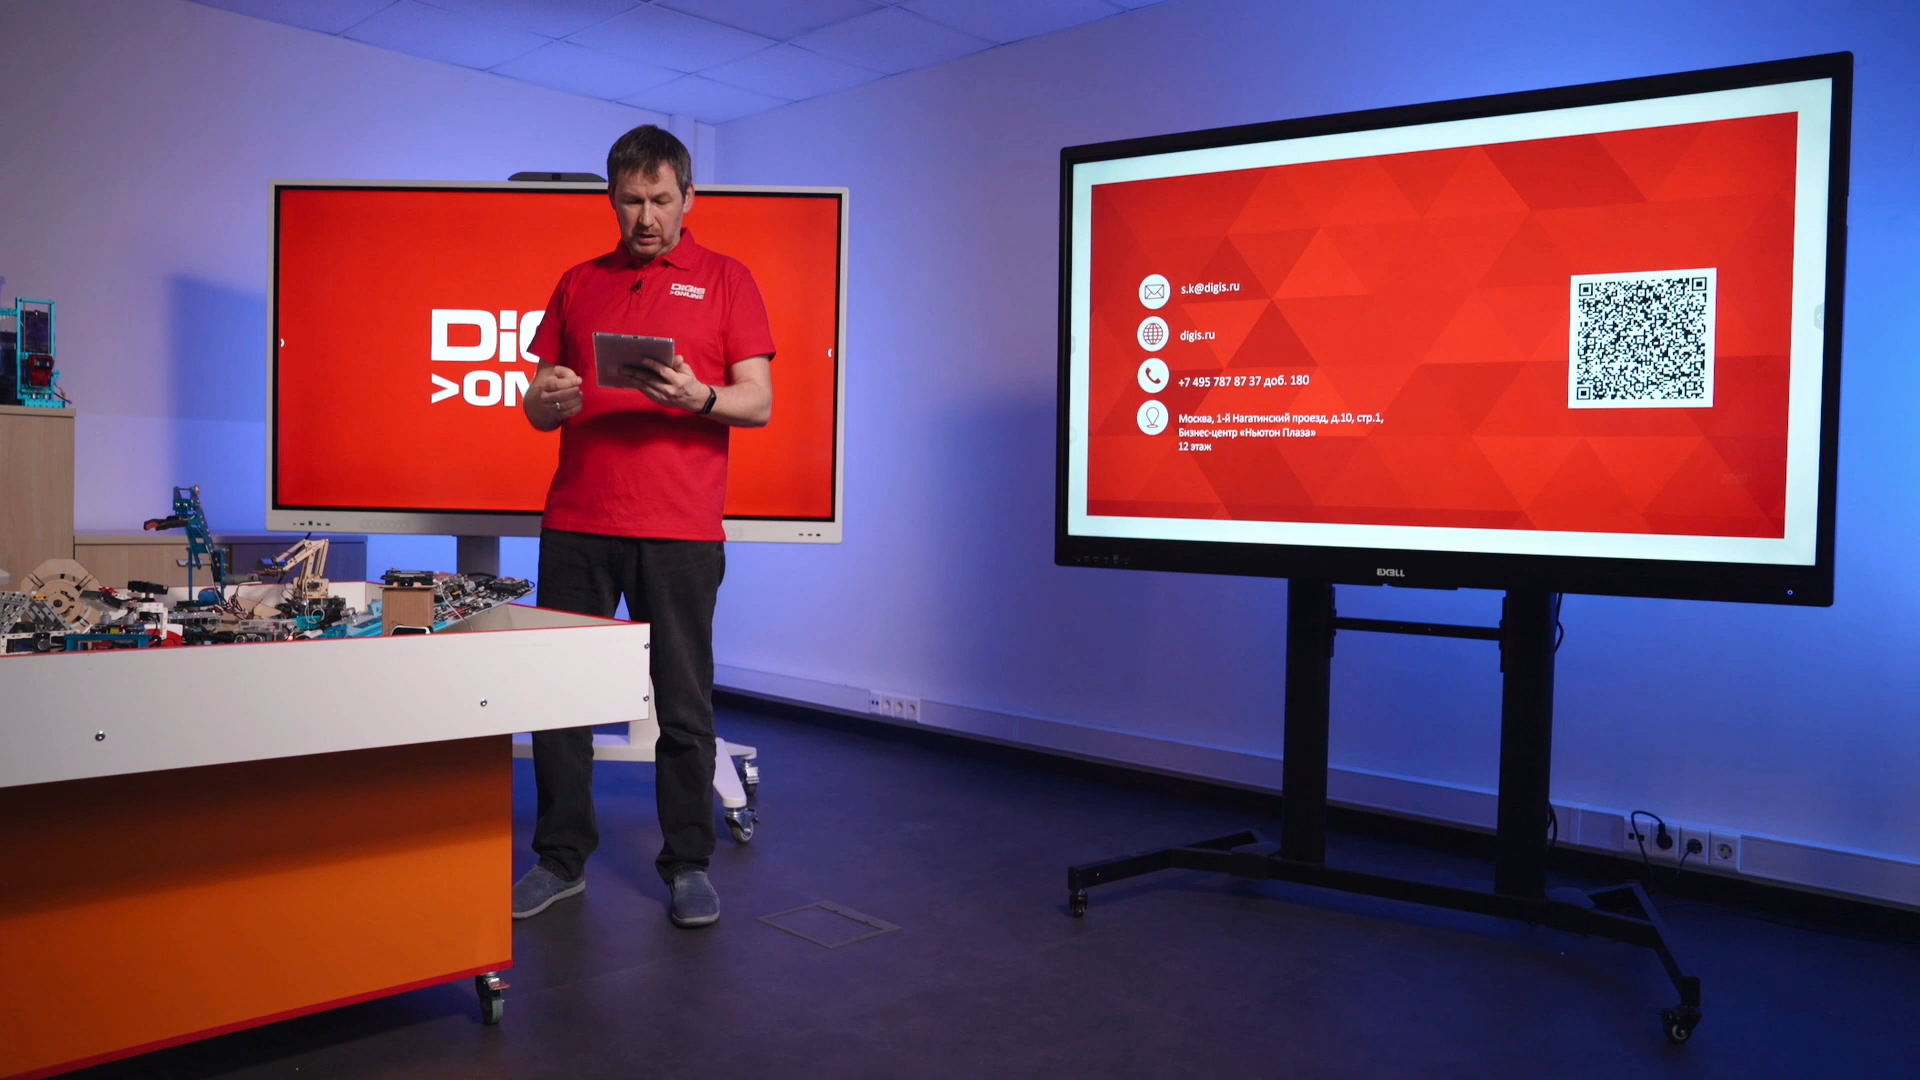 DiG
>ON
DiGiS
>ONLINE
s.k@digis.ru
digis.ru
+7 495 787 87 37 доб. 180
Москва, 1-й Нагатинский проезд, д.10, стр.1,
Бизнес-центр «Ньютон Плаза»
12 этаж
EXELL